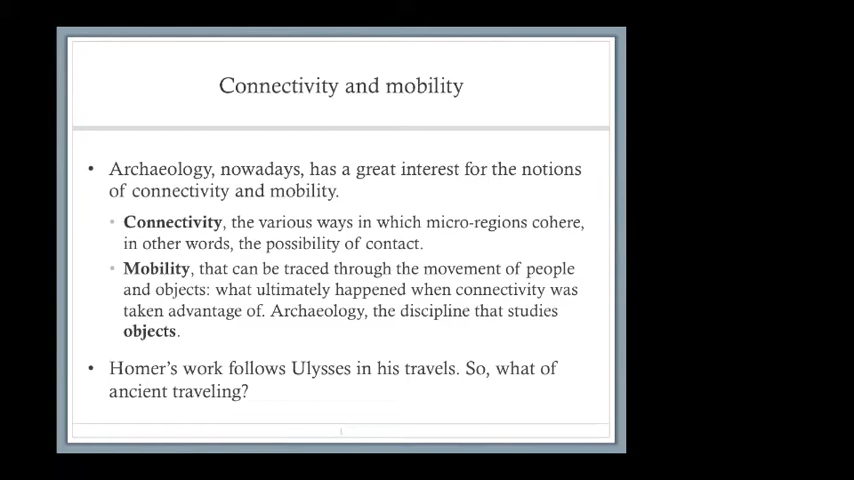 Connectivity and mobility
• Archaeology, nowadays, has a great interest for the notions
of connectivity and mobility.
• Connectivity, the various ways in which micro-regions cohere,
in other words, the possibility of contact.
• Mobility, that can be traced through the movement of people
and objects: what ultimately happened when connectivity was
taken advantage of. Archaeology, the discipline that studies
objects.
• Homer's work follows Ulysses in his travels. So, what of
ancient traveling?